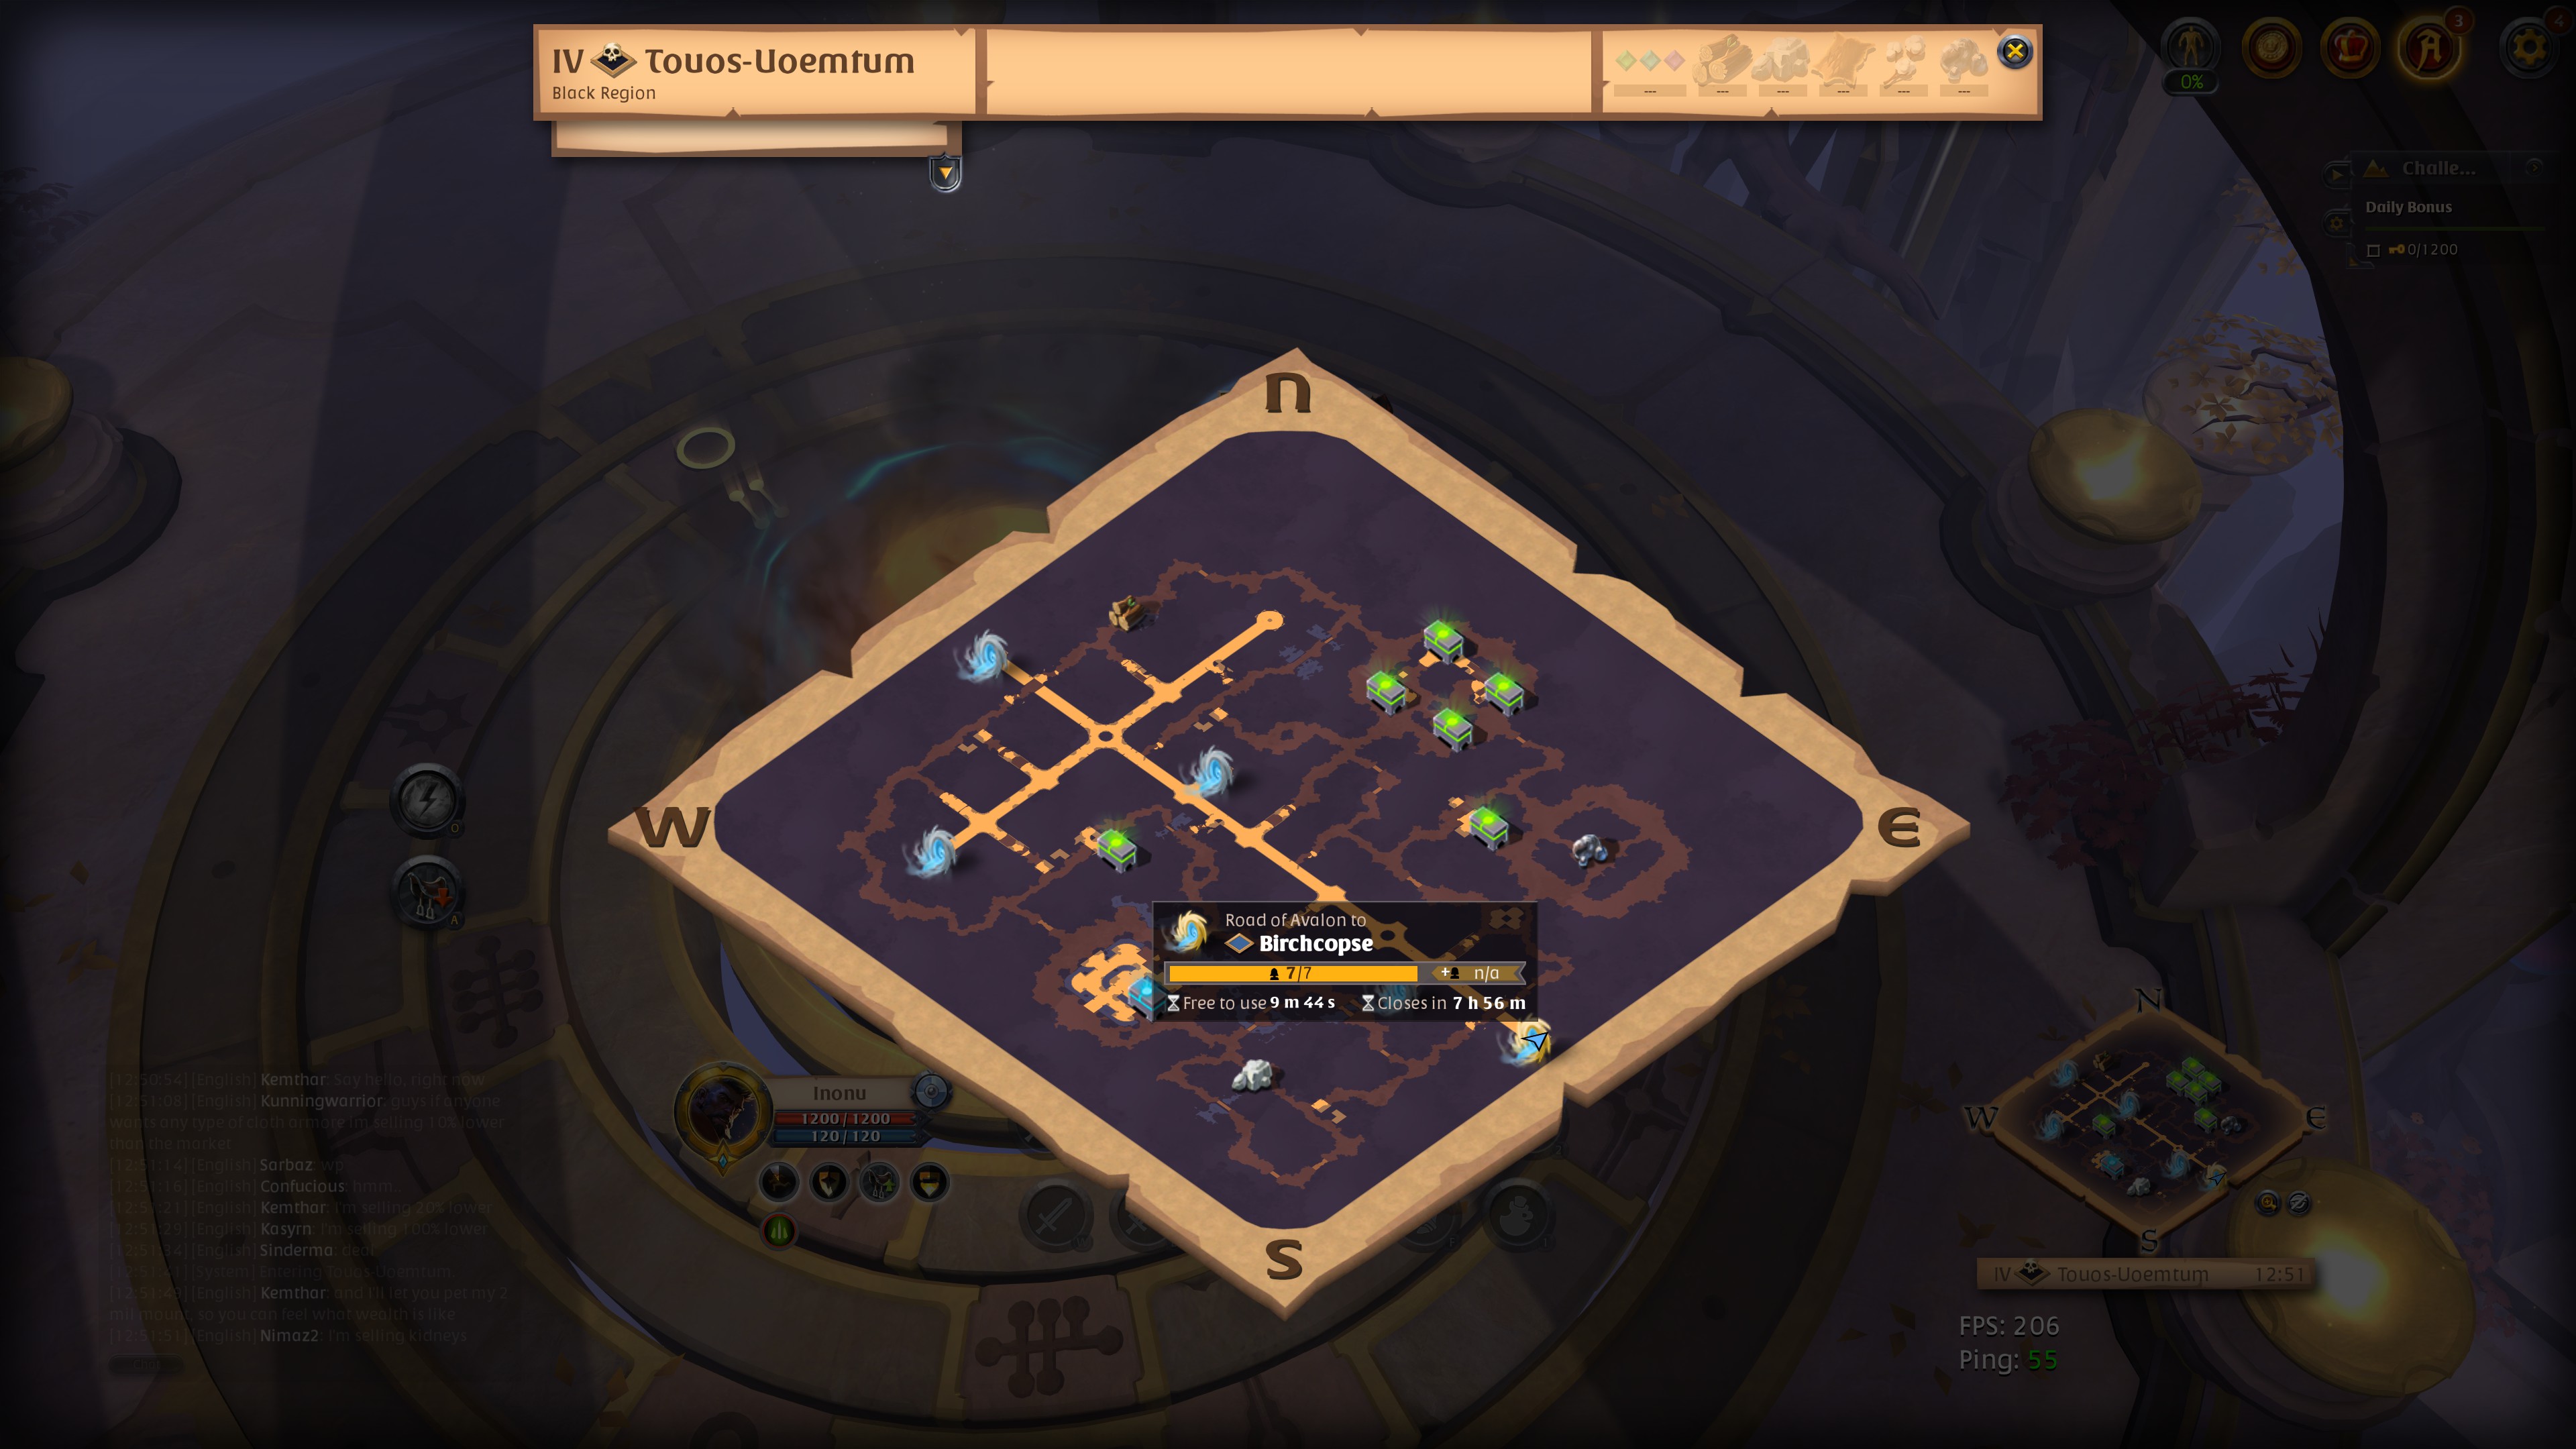 IV Touos-Uoemtum
Black Region
--- --- --- --- --- ---
3
4
0%
Challe...
Daily Bonus
0/1200
N
W
E
S
Road of Avalon to
Birchcopse
7/7
+ n/a
Free to use 9 m 44 s
Closes in 7 h 56 m
O
A
Inonu
1200/1200
120/120
[12:50:54] [English] Kemthar: Say hello, right now
[12:51:08] [English] Kunningwarrior: guys if anyone
wants any type of cloth armore im selling 10% lower
than the market
[12:51:14] [English] Sarbaz: wp
[12:51:16] [English] Confucious: hmm..
[12:51:21] [English] Kemthar: I'm selling 20% lower
[12:51:29] [English] Kasyrn: I'm selling 100% lower
[12:51:34] [English] Sinderma: deal
[System] Entering Touos-Uoemtum
[12:51:49] [English] Kemthar: and I'll let you pet my 2
mil mount, so you can feel what wealth is like
[12:51:51] [English] Nimaz2: I'm selling kidneys
N
W
E
S
IV Touos-Uoemtum 12:51
FPS: 206
Ping: 55